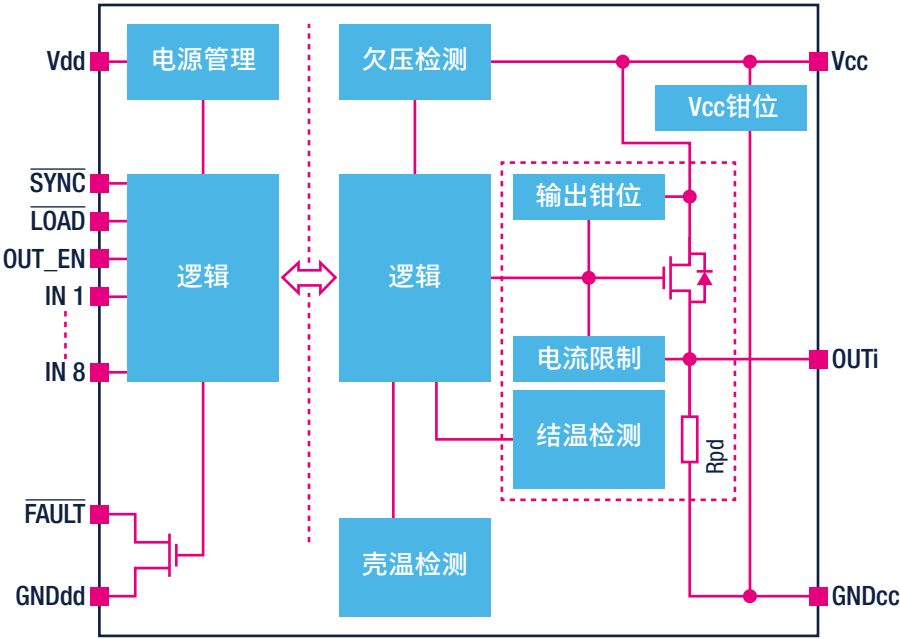 Vdd
电源管理
欠压检测
Vcc
Vcc钳位
SYNC
LOAD
OUT_EN
IN 1
IN 8
逻辑
逻辑
输出钳位
电流限制
OUTi
结温检测
Rpd
FAULT
壳温检测
GNDdd
GNDcc